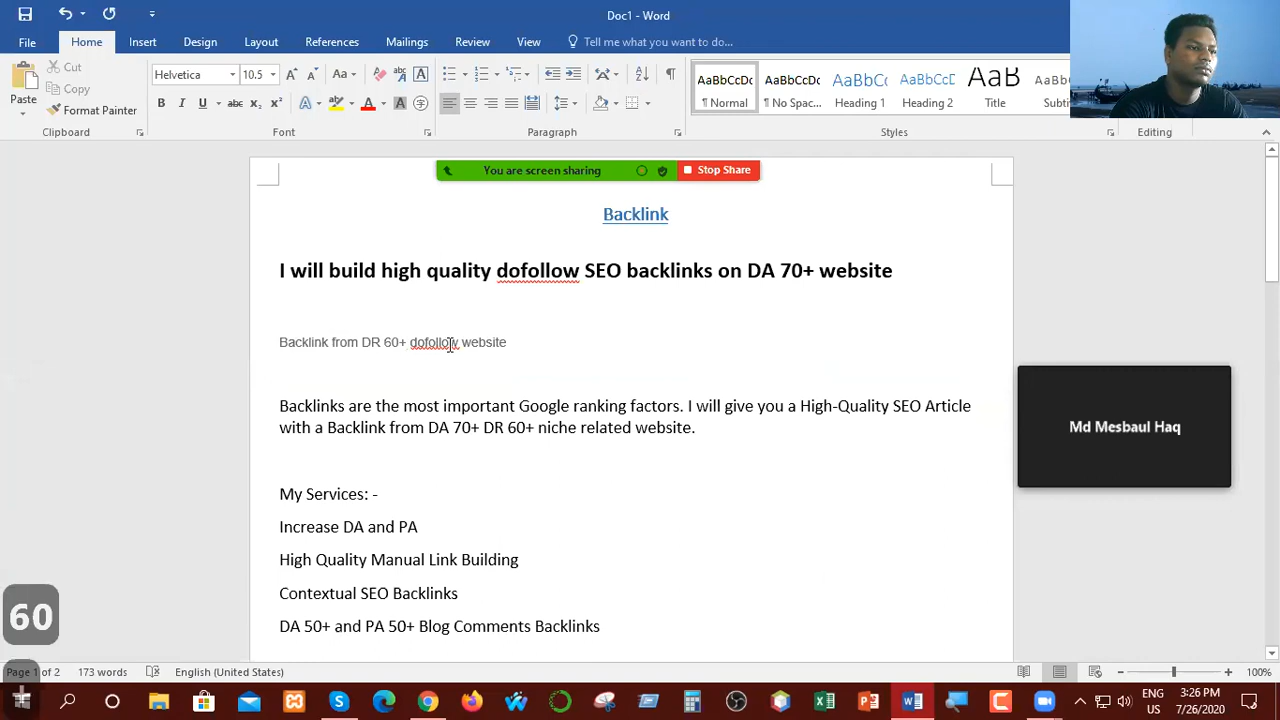 Doc1 - Word
File
Home
Insert
Design
Layout
References
Mailings
Review
View
Tell me what you want to do...
Paste
Cut
Copy
Format Painter
Helvetica
10.5
Clipboard
Font
Paragraph
AaBbCcDc
¶ Normal
AaBbCcDc
¶ No Spac...
AaBbCc
Heading 1
AaBbCcD
Heading 2
AaB
Title
AaBbCcD
Subti
Styles
Editing
You are screen sharing
Stop Share
Backlink
I will build high quality dofollow SEO backlinks on DA 70+ website
Backlink from DR 60+ dofollow website
Backlinks are the most important Google ranking factors. I will give you a High-Quality SEO Article
with a Backlink from DA 70+ DR 60+ niche related website.
Md Mesbaul Haq
My Services: -
Increase DA and PA
High Quality Manual Link Building
Contextual SEO Backlinks
DA 50+ and PA 50+ Blog Comments Backlinks
60
Page 1 of 2
173 words
English (United States)
100%
ENG
US
3:26 PM
7/26/2020